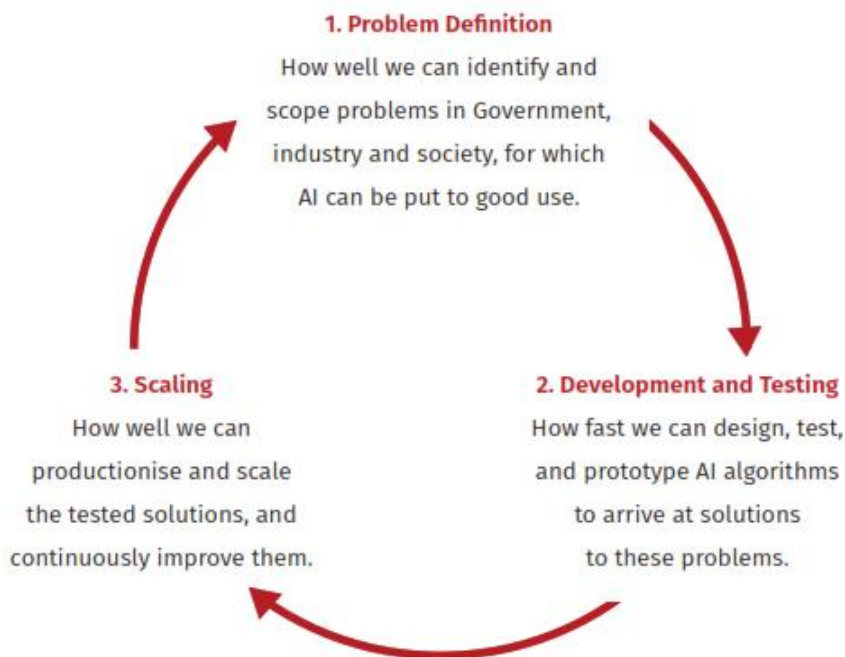 1. Problem Definition
How well we can identify and
scope problems in Government,
industry and society, for which
AI can be put to good use.
2. Development and Testing
How fast we can design, test,
and prototype AI algorithms
to arrive at solutions
to these problems.
3. Scaling
How well we can
productionise and scale
the tested solutions, and
continuously improve them.